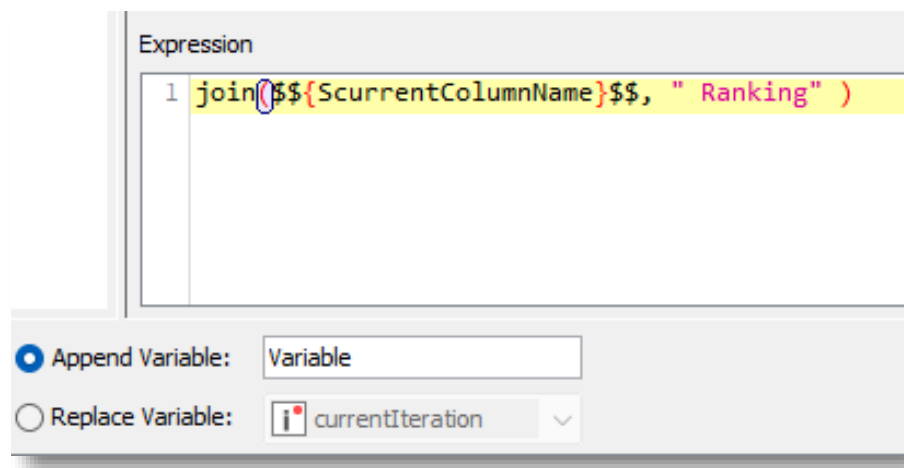 Expression
1 join($${ScurrentColumnName}$$, " Ranking" )
Append Variable: Variable
Replace Variable: i currentIteration